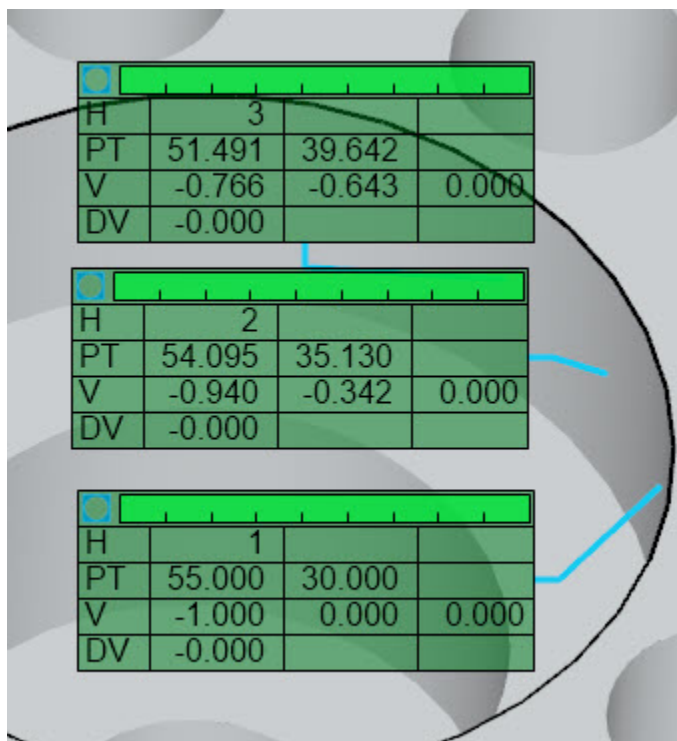 H 3
PT 51.491 39.642
V -0.766 -0.643 0.000
DV -0.000
H 2
PT 54.095 35.130
V -0.940 -0.342 0.000
DV -0.000
H 1
PT 55.000 30.000
V -1.000 0.000 0.000
DV -0.000